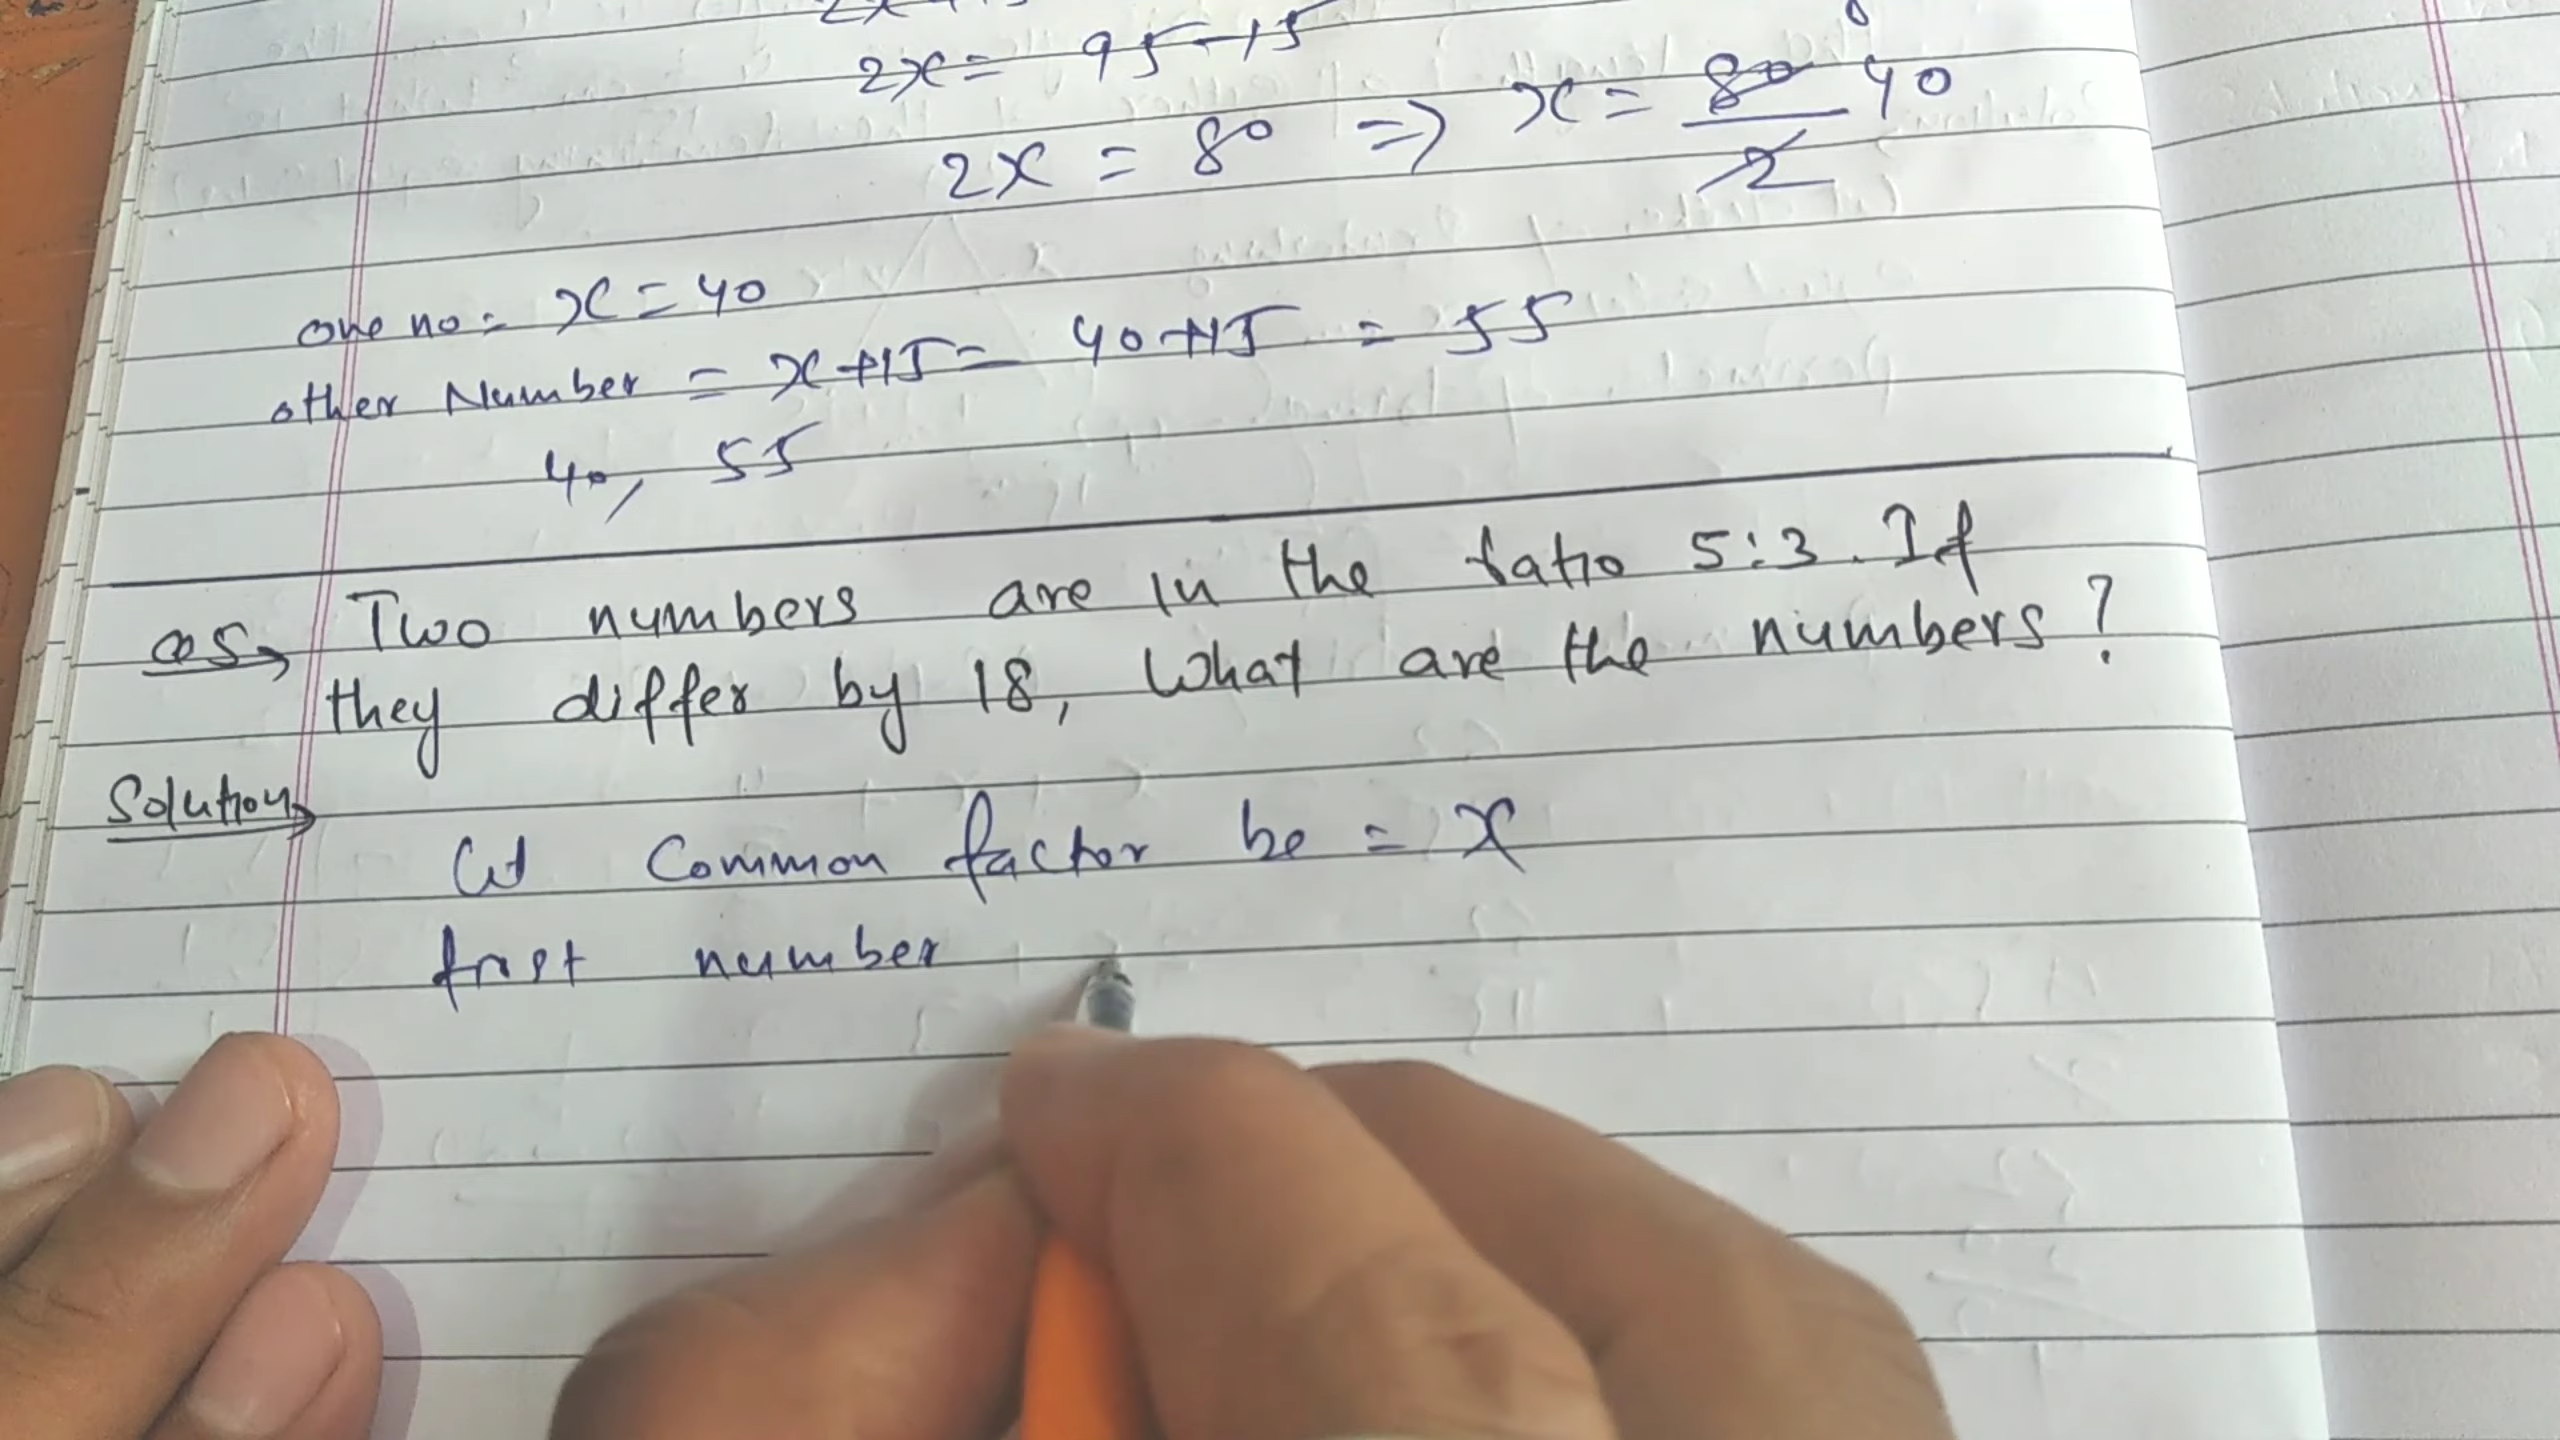 2x = 95-15
2x = 80 => x = 80/2 40
one no = x = 40
other Number = x+15 = 40+15 = 55
40, 55
Q5→ Two numbers are in the ratio 5:3. If
they differ by 18, What are the numbers?
Solution→
Let Common factor be = x
first number